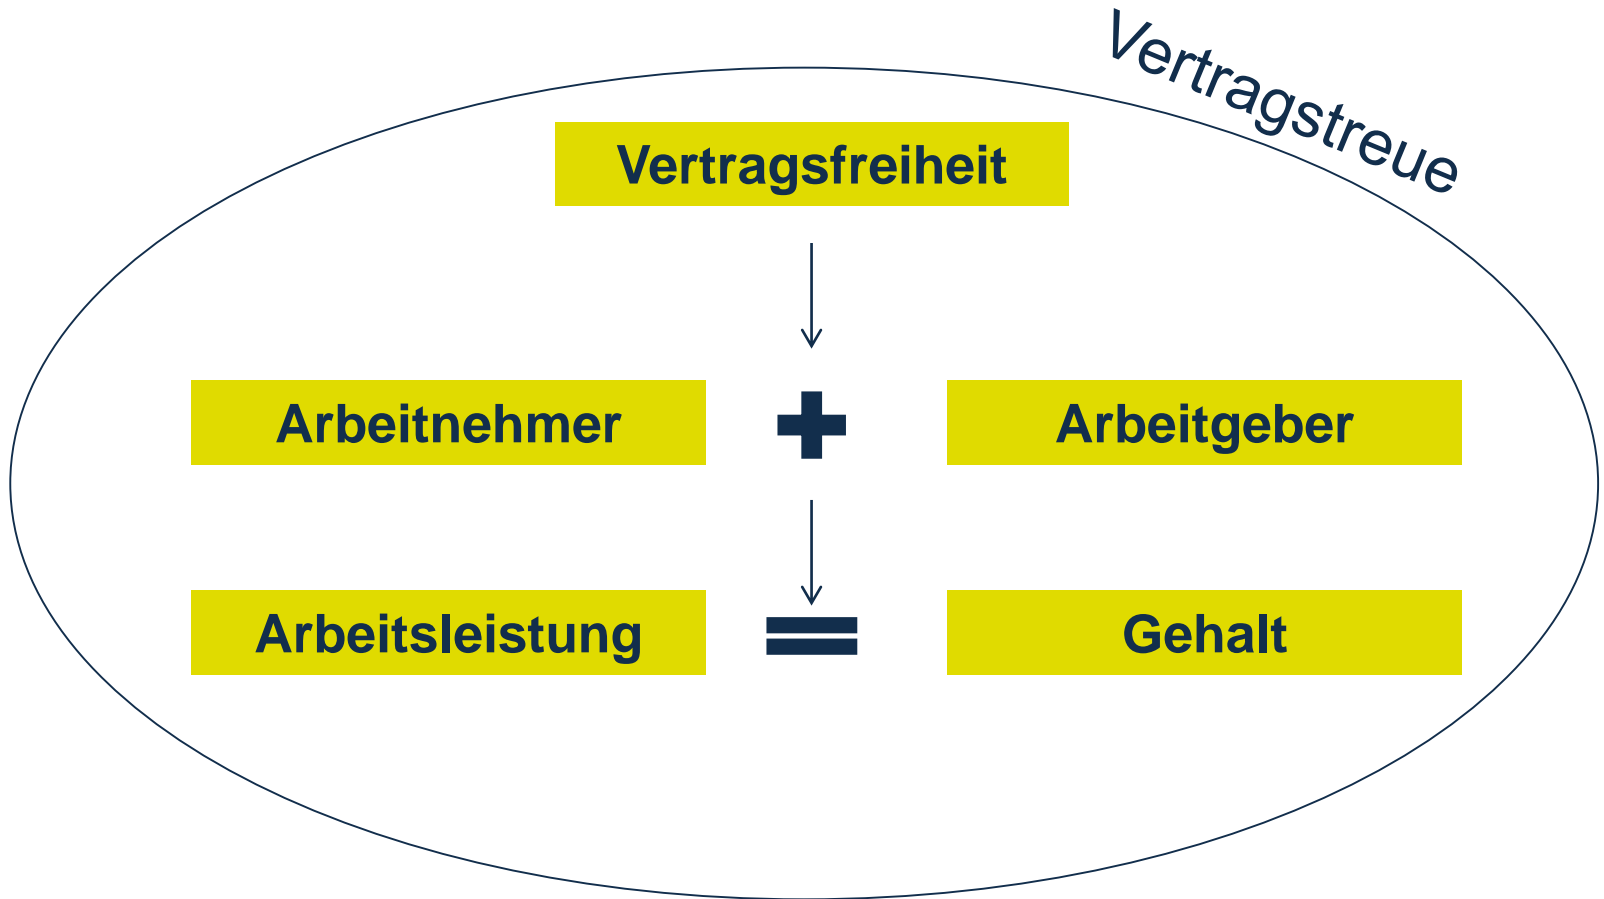 Vertragstreue
Vertragsfreiheit
Arbeitnehmer
Arbeitgeber
Arbeitsleistung
Gehalt